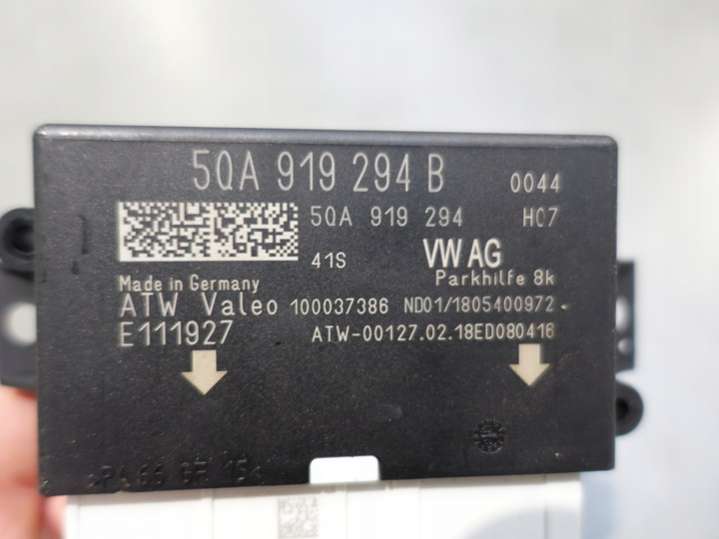 5QA 919 294 B 0044
5QA 919 294 H07
41S VW AG
Made in Germany Parkhilfe 8k
ATW Valeo 100037386 ND01/1805400972
E111927 ATW-00127.02.18ED080416